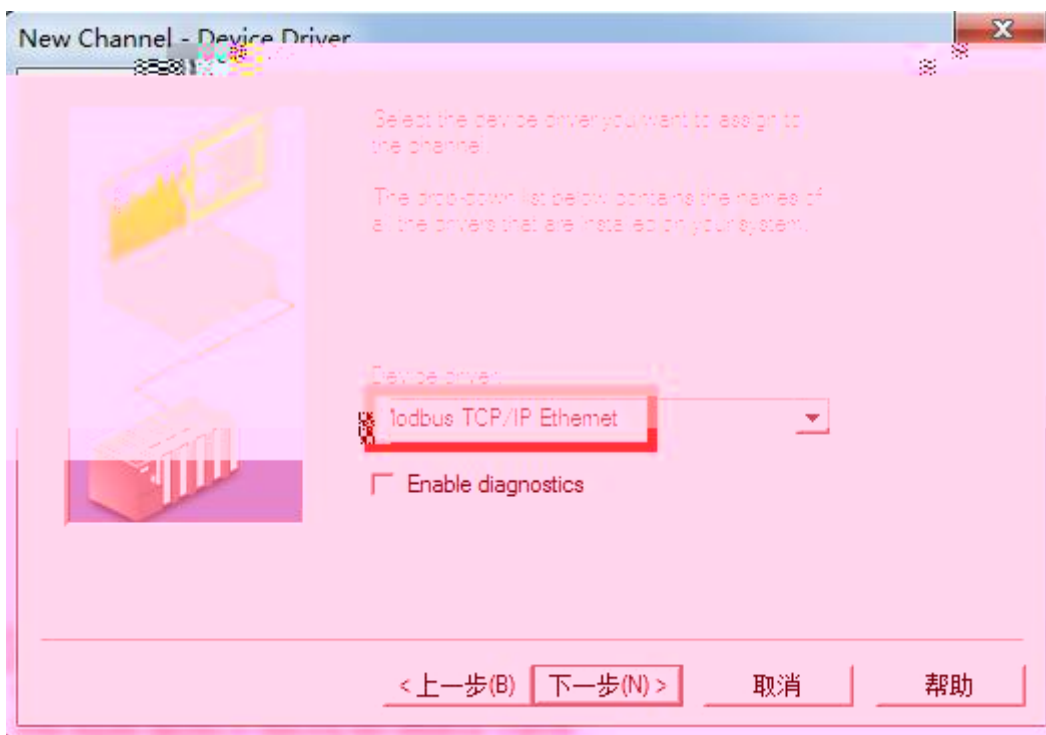 New Channel - Device Driver
Select the device driver you want to assign to
the channel.
The drop-down list below contains the names of
all the drivers that are installed on your system.
Device driver:
Modbus TCP/IP Ethernet
Enable diagnostics
<上一步(B)
下一步(N)>
取消
帮助